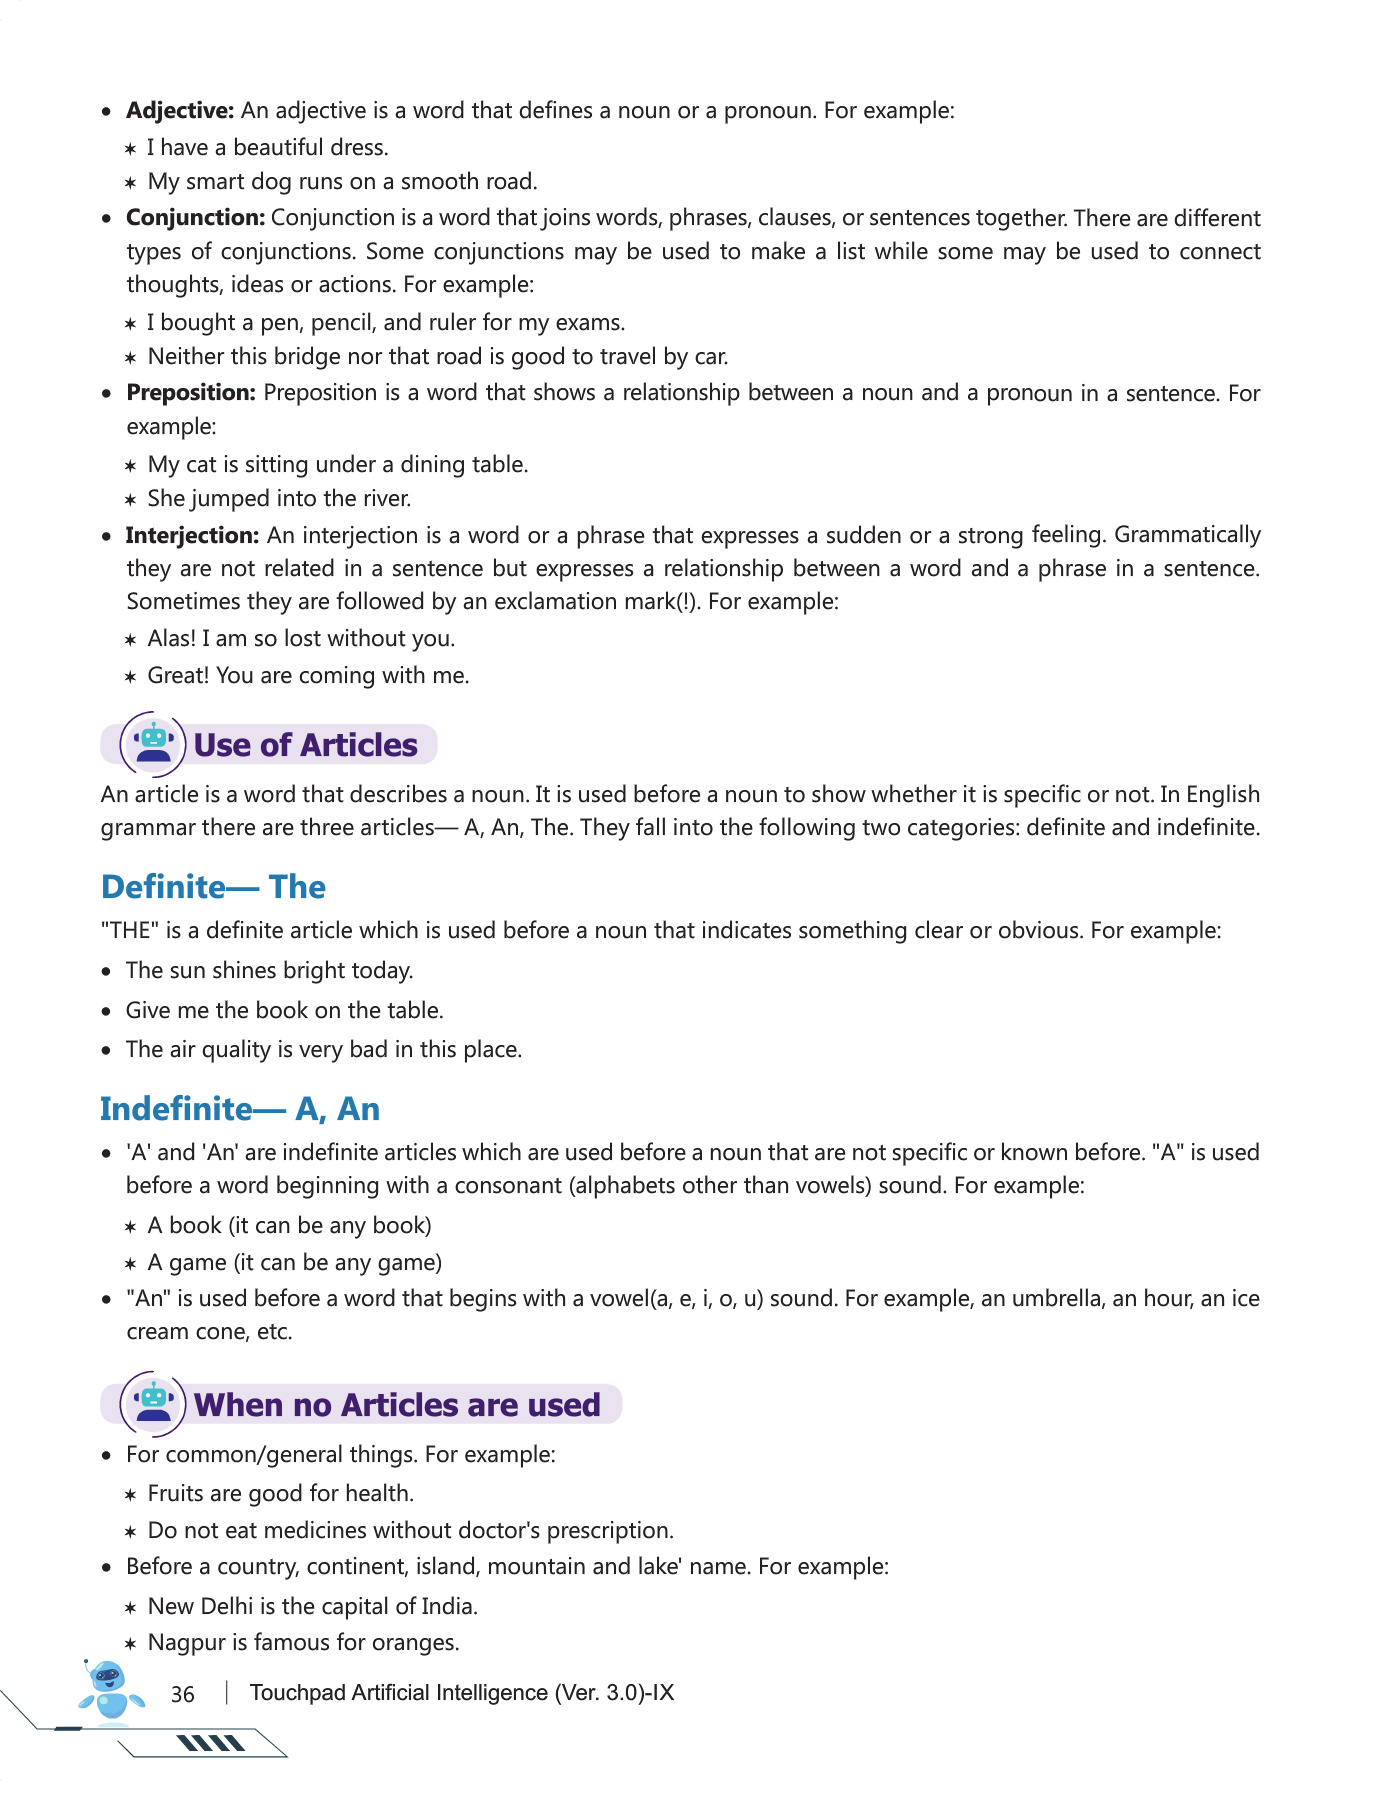 • Adjective: An adjective is a word that defines a noun or a pronoun. For example:
✶ I have a beautiful dress.
✶ My smart dog runs on a smooth road.
• Conjunction: Conjunction is a word that joins words, phrases, clauses, or sentences together. There are different
types of conjunctions. Some conjunctions may be used to make a list while some may be used to connect
thoughts, ideas or actions. For example:
✶ I bought a pen, pencil, and ruler for my exams.
✶ Neither this bridge nor that road is good to travel by car.
• Preposition: Preposition is a word that shows a relationship between a noun and a pronoun in a sentence. For
example:
✶ My cat is sitting under a dining table.
✶ She jumped into the river.
• Interjection: An interjection is a word or a phrase that expresses a sudden or a strong feeling. Grammatically
they are not related in a sentence but expresses a relationship between a word and a phrase in a sentence.
Sometimes they are followed by an exclamation mark(!). For example:
✶ Alas! I am so lost without you.
✶ Great! You are coming with me.
Use of Articles
An article is a word that describes a noun. It is used before a noun to show whether it is specific or not. In English
grammar there are three articles— A, An, The. They fall into the following two categories: definite and indefinite.
Definite— The
"THE" is a definite article which is used before a noun that indicates something clear or obvious. For example:
• The sun shines bright today.
• Give me the book on the table.
• The air quality is very bad in this place.
Indefinite— A, An
• 'A' and 'An' are indefinite articles which are used before a noun that are not specific or known before. "A" is used
before a word beginning with a consonant (alphabets other than vowels) sound. For example:
✶ A book (it can be any book)
✶ A game (it can be any game)
• "An" is used before a word that begins with a vowel(a, e, i, o, u) sound. For example, an umbrella, an hour, an ice
cream cone, etc.
When no Articles are used
• For common/general things. For example:
✶ Fruits are good for health.
✶ Do not eat medicines without doctor's prescription.
• Before a country, continent, island, mountain and lake' name. For example:
✶ New Delhi is the capital of India.
✶ Nagpur is famous for oranges.
36 | Touchpad Artificial Intelligence (Ver. 3.0)-IX